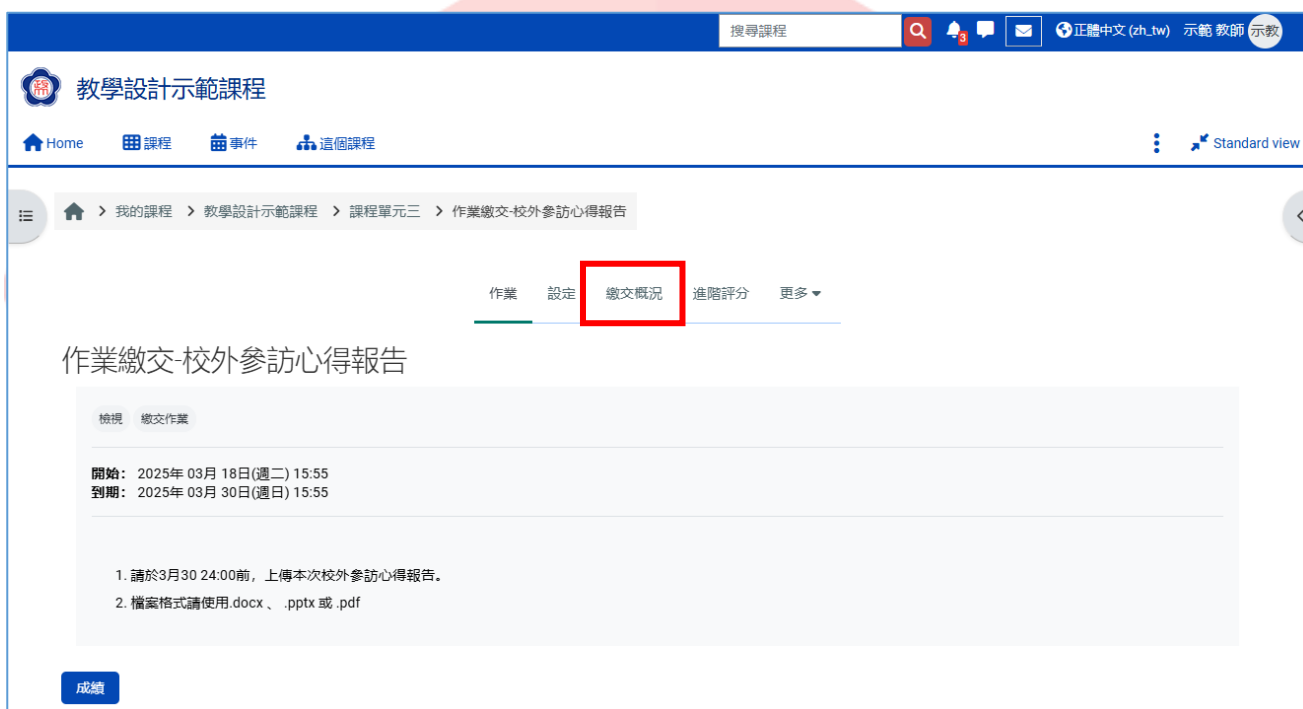 搜尋課程 3 正體中文 (zh_tw) 示範 教師 示教
教學設計示範課程
Home 課程 事件 這個課程 Standard view
我的課程 > 教學設計示範課程 > 課程單元三 > 作業繳交-校外參訪心得報告
作業 設定 繳交概況 進階評分 更多
作業繳交-校外參訪心得報告
檢視 繳交作業
開始： 2025年 03月 18日(週二) 15:55
到期： 2025年 03月 30日(週日) 15:55
1. 請於3月30 24:00前，上傳本次校外參訪心得報告。
2. 檔案格式請使用.docx 、 .pptx 或 .pdf
成績